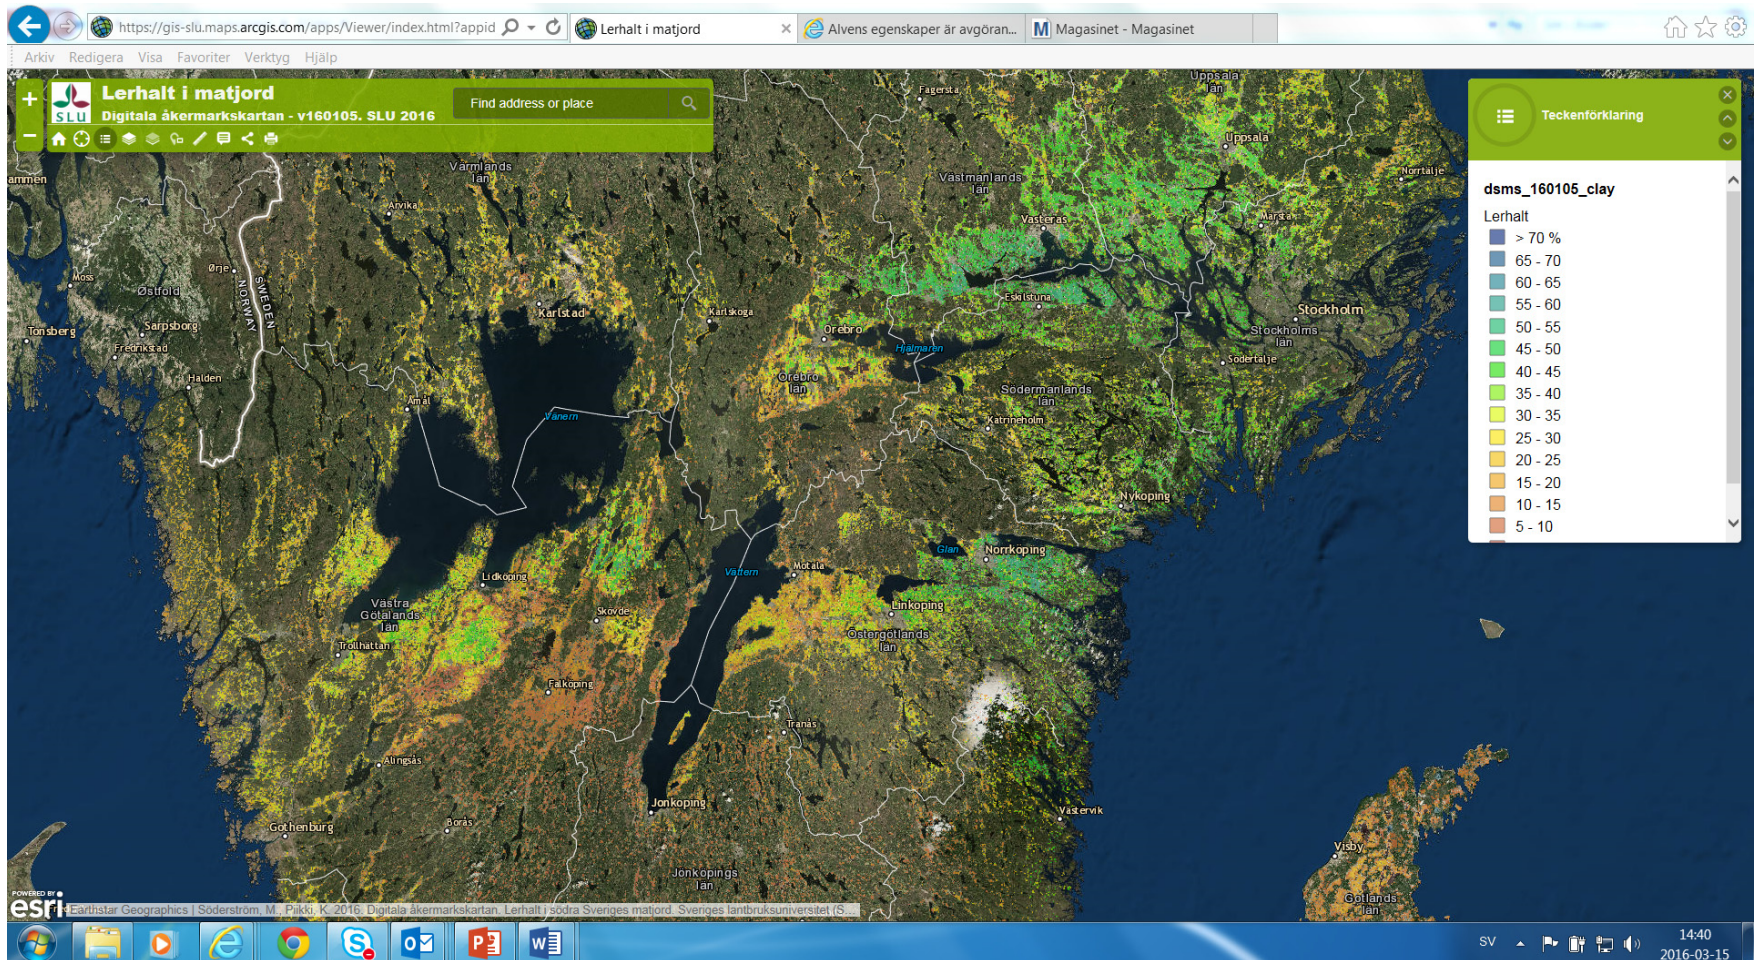 https://gis-slu.maps.arcgis.com/apps/Viewer/index.html?appid
Lerhalt i matjord
Alvens egenskaper är avgöran...
Magasinet - Magasinet
Arkiv Redigera Visa Favoriter Verktyg Hjälp
SLU
Lerhalt i matjord
Digitala åkermarkskartan - v160105. SLU 2016
Find address or place
Teckenförklaring
dsms_160105_clay
Lerhalt
> 70 %
65 - 70
60 - 65
55 - 60
50 - 55
45 - 50
40 - 45
35 - 40
30 - 35
25 - 30
20 - 25
15 - 20
10 - 15
5 - 10
Uppsala
län
Fagersta
Uppsala
Norrtälje
Värmlands
län
Västmanlands
län
ammen
Arvika
Västerås
Märsta
Ørje
Moss
Østfold
NORWAY
SWEDEN
Karlstad
Karlskoga
Eskilstuna
Stockholm
Stockholms
län
Tonsberg
Sarpsborg
Fredrikstad
Örebro
Hjälmaren
Södertälje
Halden
Örebro
län
Södermanlands
län
Åmål
Vänern
Katrineholm
Nyköping
Glan
Norrköping
Lidköping
Vättern
Motala
Västra
Götalands
län
Skövde
Linköping
Östergötlands
län
Trollhättan
Falköping
Tranås
Alingsås
Jönköping
Västervik
Gothenburg
Borås
Visby
Jönköpings
län
Gotlands
län
POWERED BY
esri
Earthstar Geographics | Söderström, M., Piikki, K. 2016. Digitala åkermarkskartan. Lerhalt i södra Sveriges matjord. Sveriges lantbruksuniversitet (S...
SV
14:40
2016-03-15